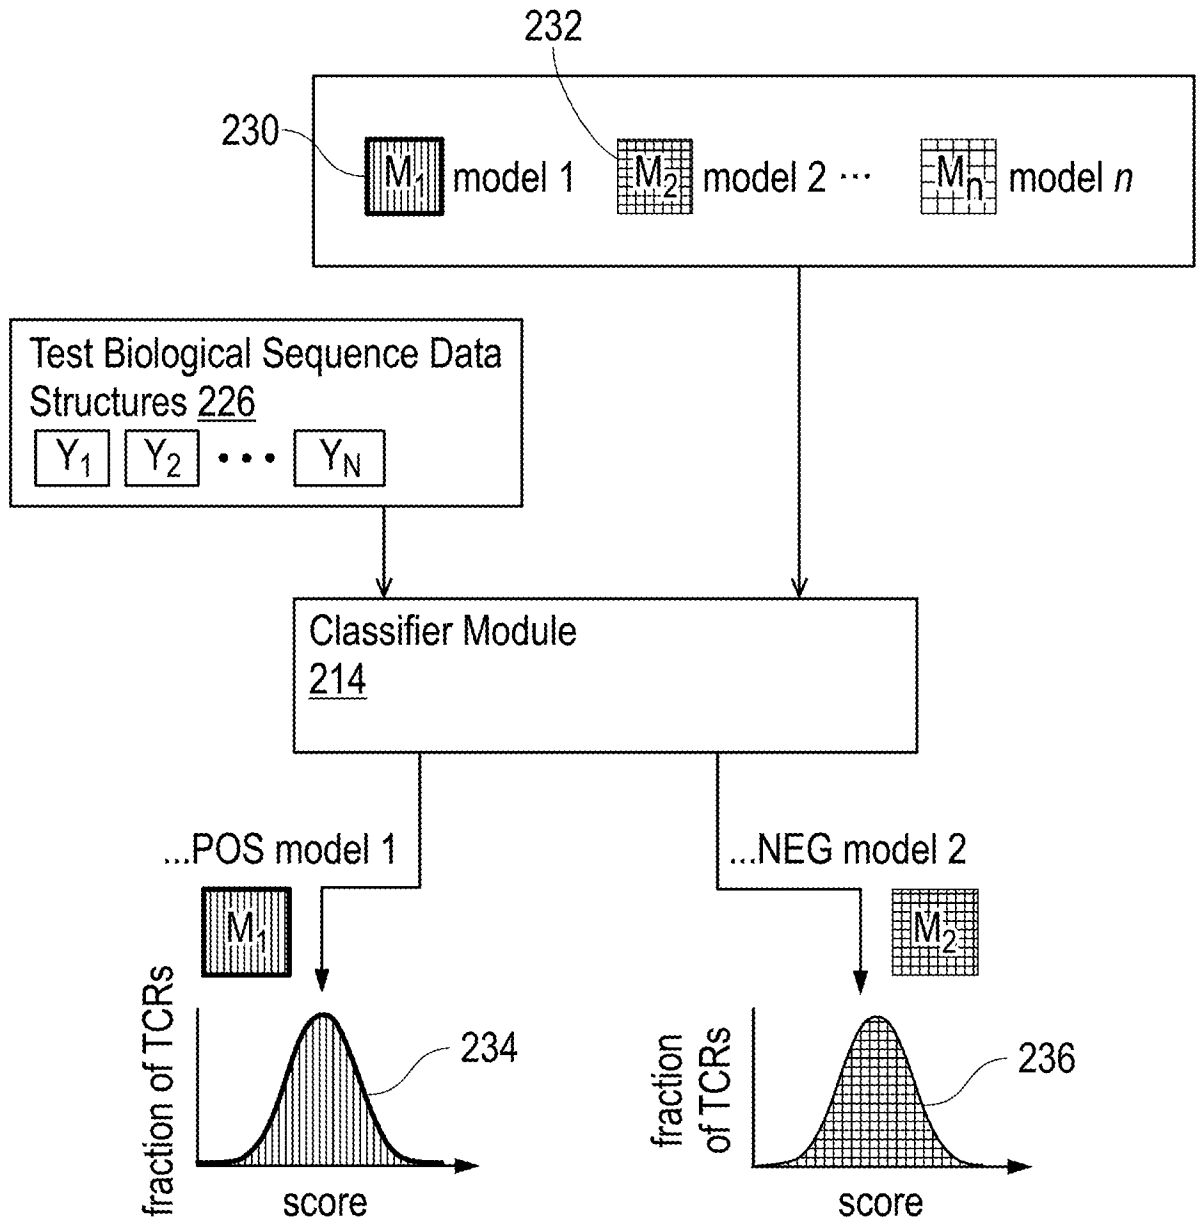 232
230
M1 model 1 M2 model 2 ... Mn model n
Test Biological Sequence Data
Structures 226
Y1 Y2 ••• YN
Classifier Module
214
...POS model 1
...NEG model 2
M1
M2
fraction of TCRs
234
score
fraction
of TCRs
236
score